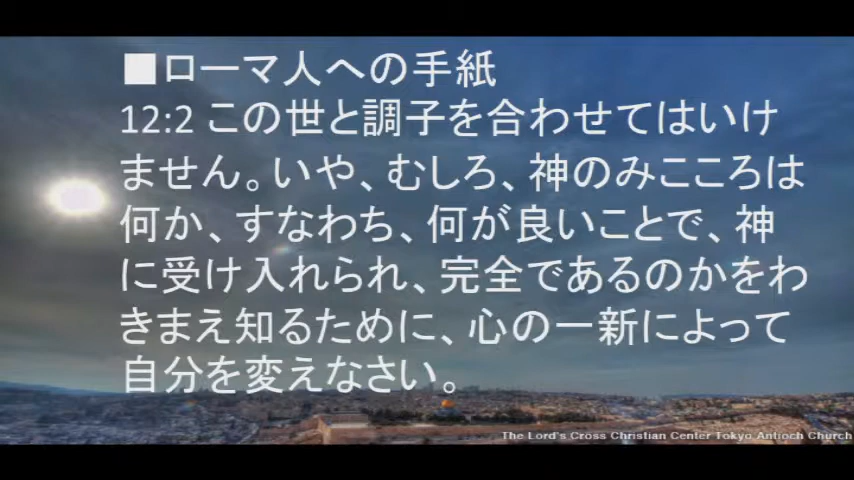 ■ローマ人への手紙
12:2 この世と調子を合わせてはいけ
ません。いや、むしろ、神のみこころは
何か、すなわち、何が良いことで、神
に受け入れられ、完全であるのかをわ
きまえ知るために、心の一新によって
自分を変えなさい。
The Lord's Cross Christian Center Tokyo Antioch Church